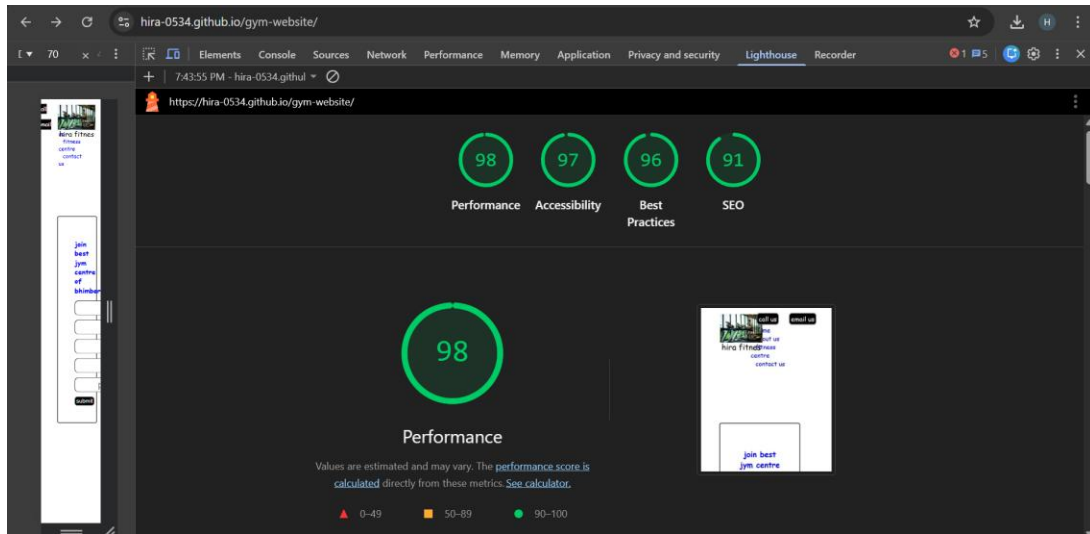 hira-0534.github.io/gym-website/
H
70
Elements Console Sources Network Performance Memory Application Privacy and security Lighthouse Recorder
1 5
7:43:55 PM - hira-0534.githul
https://hira-0534.github.io/gym-website/
98 97 96 91
Performance Accessibility Best Practices SEO
98
Performance
Values are estimated and may vary. The performance score is
calculated directly from these metrics. See calculator.
0–49 50–89 90–100
call us email us
out us
hira fitnes
fitness
centre
contact us
join best
jym centre
hira fitnes
fitness
centre
contact
us
join
best
jym
centre
of
bhimber
submit